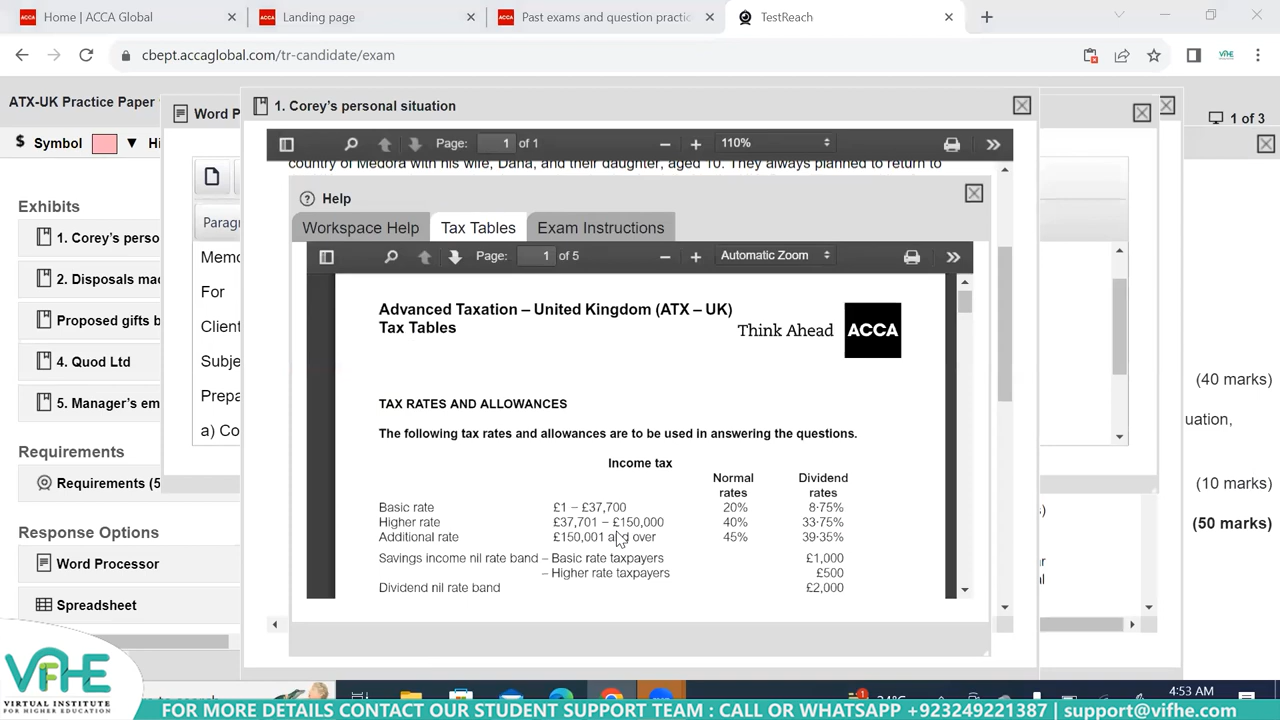 Home | ACCA Global
Landing page
Past exams and question practic
TestReach
cbept.accaglobal.com/tr-candidate/exam
VIFHE
ATX-UK Practice Paper
Word P
1. Corey's personal situation
1 of 3
$ Symbol
Hi
Page: 1 of 1
110%
country of Medora with his wife, Dana, and their daughter, aged 10. They always planned to return to
Exhibits
1. Corey's perso
2. Disposals mad
Proposed gifts b
4. Quod Ltd
5. Manager's em
Requirements
Requirements (5
Response Options
Word Processor
Spreadsheet
Paragr
Memo
For
Client
Subje
Prepa
a) Co
? Help
Workspace Help
Tax Tables
Exam Instructions
Page: 1 of 5
Automatic Zoom
Advanced Taxation – United Kingdom (ATX – UK)
Tax Tables
Think Ahead
ACCA
TAX RATES AND ALLOWANCES
The following tax rates and allowances are to be used in answering the questions.
Income tax
Normal rates
Dividend rates
Basic rate £1 – £37,700 20% 8·75%
Higher rate £37,701 – £150,000 40% 33·75%
Additional rate £150,001 and over 45% 39·35%
Savings income nil rate band – Basic rate taxpayers £1,000
– Higher rate taxpayers £500
Dividend nil rate band £2,000
(40 marks)
uation,
(10 marks)
(50 marks)
ar
al
VIFHE
VIRTUAL INSTITUTE
FOR HIGHER EDUCATION
4:53 AM
FOR MORE DETAILS CONTACT OUR STUDENT SUPPORT TEAM : CALL OR WHATSAPP +923249221387 | support@vifhe.com